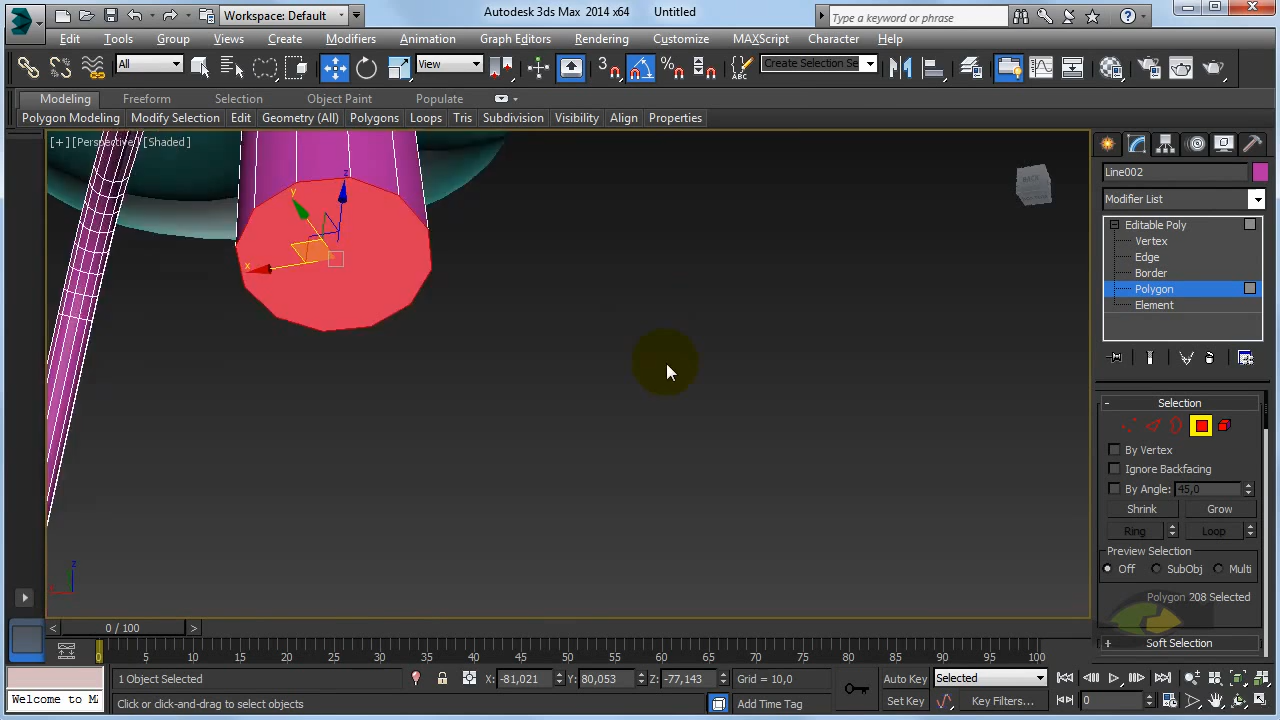 Workspace: Default
Autodesk 3ds Max 2014 x64 Untitled
Type a keyword or phrase
Edit Tools Group Views Create Modifiers Animation Graph Editors Rendering Customize MAXScript Character Help
All
View
3
Create Selection Se
Modeling Freeform Selection Object Paint Populate
Polygon Modeling Modify Selection Edit Geometry (All) Polygons Loops Tris Subdivision Visibility Align Properties
[+] [Perspective] [Shaded]
BACK
Line002
Modifier List
Editable Poly
Vertex
Edge
Border
Polygon
Element
z
y
x
- Selection
By Vertex
Ignore Backfacing
By Angle: 45,0
Shrink Grow
Ring Loop
Preview Selection
Off SubObj Multi
Polygon 208 Selected
+ Soft Selection
z
< 0 / 100 >
0 5 10 15 20 25 30 35 40 45 50 55 60 65 70 75 80 85 90 95 100
1 Object Selected
X: -81,021 Y: 80,053 Z: -77,143 Grid = 10,0
Auto Key Selected
Welcome to M
Click or click-and-drag to select objects
Add Time Tag
Set Key Key Filters... 0